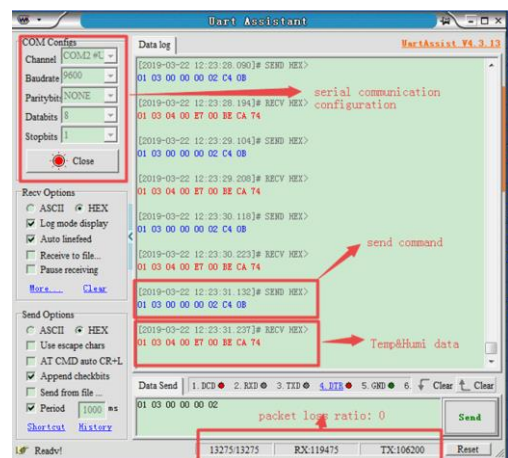 Uart Assistant
COM Configs
Channel COM2 #U
Baudrate 9600
Paritybits NONE
Databits 8
Stopbits 1
Close
Recv Options
ASCII HEX
Log mode display
Auto linefeed
Receive to file...
Pause receiving
More... Clear
Send Options
ASCII HEX
Use escape chars
AT CMD auto CR+L
Append checkbits
Send from file ...
Period 1000 ms
Shortcut History
Data log
UartAssist V4.3.13
[2019-03-22 12:23:28.090]# SEND HEX>
01 03 00 00 00 02 C4 0B
[2019-03-22 12:23:28.194]# RECV HEX>
01 03 04 00 E7 00 BE CA 74
serial communication
configuration
[2019-03-22 12:23:29.104]# SEND HEX>
01 03 00 00 00 02 C4 0B
[2019-03-22 12:23:29.208]# RECV HEX>
01 03 04 00 E7 00 BE CA 74
[2019-03-22 12:23:30.118]# SEND HEX>
01 03 00 00 00 02 C4 0B
[2019-03-22 12:23:30.223]# RECV HEX>
01 03 04 00 E7 00 BE CA 74
send command
[2019-03-22 12:23:31.132]# SEND HEX>
01 03 00 00 00 02 C4 0B
[2019-03-22 12:23:31.237]# RECV HEX>
01 03 04 00 E7 00 BE CA 74
Temp&Humi data
Data Send 1. DCD 2. RXD 3. TXD 4. DTR 5. GND 6. Clear Clear
01 03 00 00 00 02
packet loss ratio: 0
Send
Ready! 13275/13275 RX:119475 TX:106200 Reset